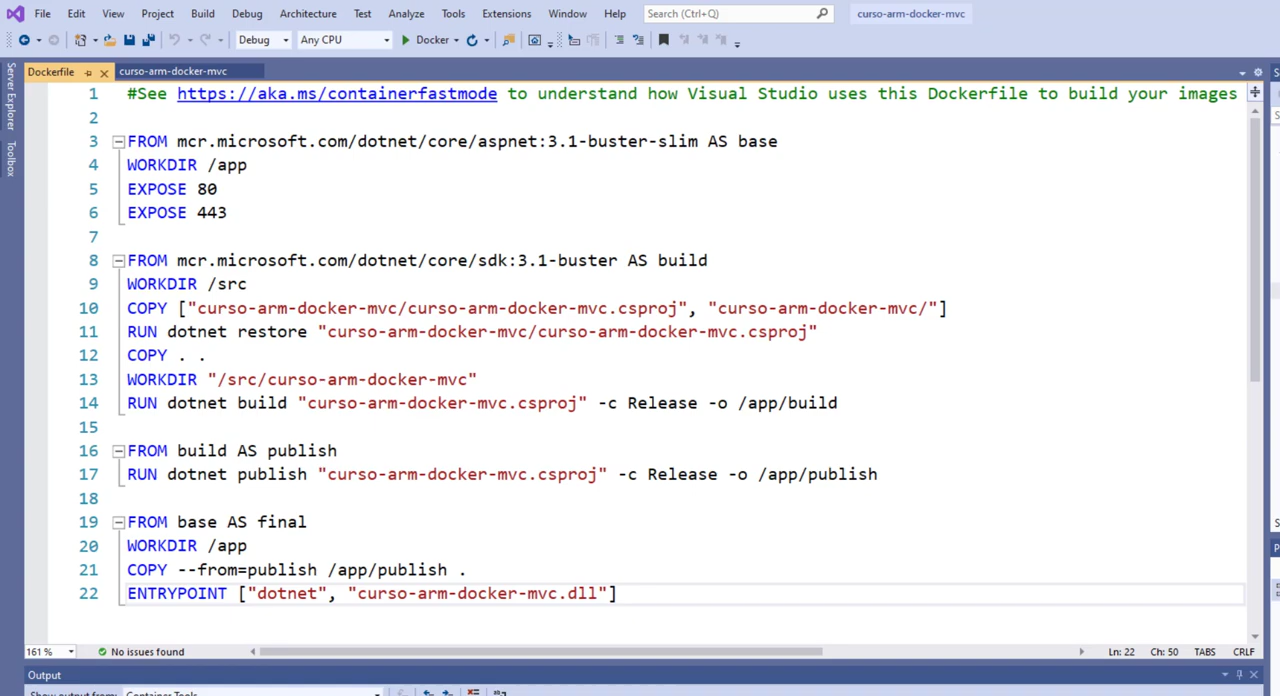 File Edit View Project Build Debug Architecture Test Analyze Tools Extensions Window Help Search (Ctrl+Q) curso-arm-docker-mvc
Debug Any CPU Docker
Server Explorer
Toolbox
Dockerfile curso-arm-docker-mvc
1 #See https://aka.ms/containerfastmode to understand how Visual Studio uses this Dockerfile to build your images
2
3 FROM mcr.microsoft.com/dotnet/core/aspnet:3.1-buster-slim AS base
4 WORKDIR /app
5 EXPOSE 80
6 EXPOSE 443
7
8 FROM mcr.microsoft.com/dotnet/core/sdk:3.1-buster AS build
9 WORKDIR /src
10 COPY ["curso-arm-docker-mvc/curso-arm-docker-mvc.csproj", "curso-arm-docker-mvc/"]
11 RUN dotnet restore "curso-arm-docker-mvc/curso-arm-docker-mvc.csproj"
12 COPY . .
13 WORKDIR "/src/curso-arm-docker-mvc"
14 RUN dotnet build "curso-arm-docker-mvc.csproj" -c Release -o /app/build
15
16 FROM build AS publish
17 RUN dotnet publish "curso-arm-docker-mvc.csproj" -c Release -o /app/publish
18
19 FROM base AS final
20 WORKDIR /app
21 COPY --from=publish /app/publish .
22 ENTRYPOINT ["dotnet", "curso-arm-docker-mvc.dll"]
161 % No issues found Ln: 22 Ch: 50 TABS CRLF
Output
Show output from: Container Tools